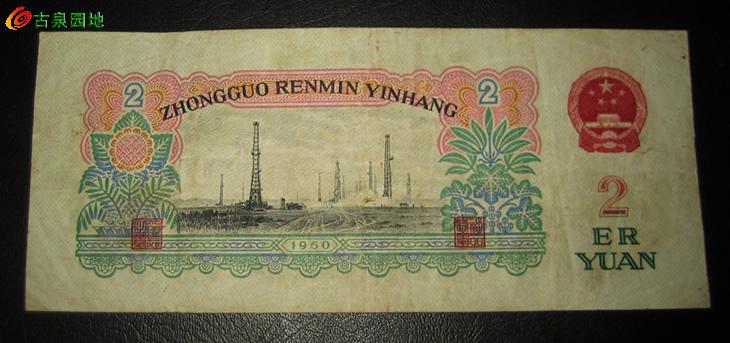 古泉园地
2 2
ZHONGGUO RENMIN YINHANG
1960
2
ER
YUAN